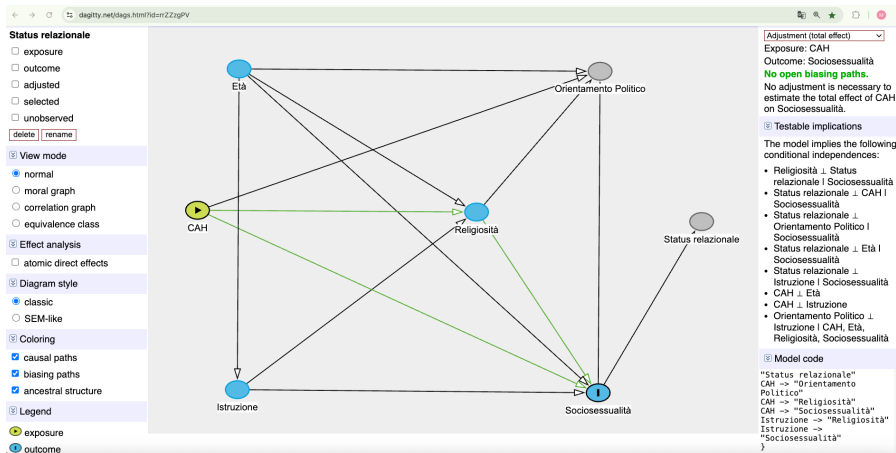 dagitty.net/dags.html?id=rrZZzgPV
Status relazionale
exposure
outcome
adjusted
selected
unobserved
delete rename
View mode
normal
moral graph
correlation graph
equivalence class
Effect analysis
atomic direct effects
Diagram style
classic
SEM-like
Coloring
causal paths
biasing paths
ancestral structure
Legend
exposure
outcome
Età
Orientamento Politico
CAH
Religiosità
Status relazionale
Istruzione
Sociosessualità
Adjustment (total effect)
Exposure: CAH
Outcome: Sociosessualità
No open biasing paths.
No adjustment is necessary to
estimate the total effect of CAH
on Sociosessualità.
Testable implications
The model implies the following
conditional independences:
• Religiosità ⊥ Status
relazionale | Sociosessualità
• Status relazionale ⊥ CAH |
Sociosessualità
• Status relazionale ⊥
Orientamento Politico |
Sociosessualità
• Status relazionale ⊥ Età |
Sociosessualità
• Status relazionale ⊥
Istruzione | Sociosessualità
• CAH ⊥ Età
• CAH ⊥ Istruzione
• Orientamento Politico ⊥
Istruzione | CAH, Età,
Religiosità, Sociosessualità
Model code
"Status relazionale"
CAH -> "Orientamento
Politico"
CAH -> "Religiosità"
CAH -> "Sociosessualità"
Istruzione -> "Religiosità"
Istruzione ->
"Sociosessualità"
}